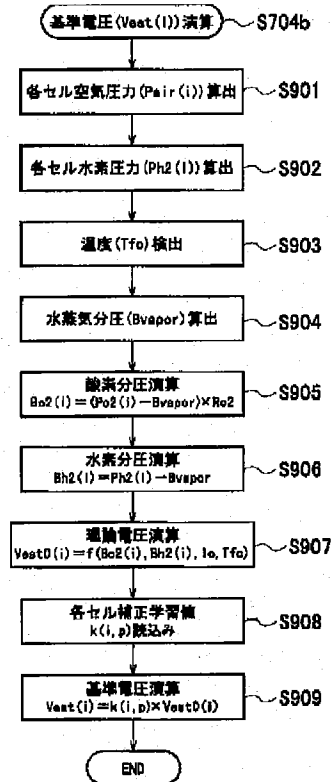 基準電圧(Vest(i))演算
S704b
各セル空気圧力(Pair(i))算出
S901
各セル水素圧力(Ph2(i))算出
S902
温度(Tfo)検出
S903
水蒸気分圧(Bvapor)算出
S904
酸素分圧演算
Bo2(i)=(Po2(i)-Bvapor)×Ro2
S905
水素分圧演算
Bh2(i)=Ph2(i)-Bvapor
S906
理論電圧演算
Vest0(i)=f(Bo2(i),Bh2(i),Io,Tfo)
S907
各セル補正学習値
k(i,p)読込み
S908
基準電圧演算
Vest(i)=k(i,p)×Vest0(i)
S909
END